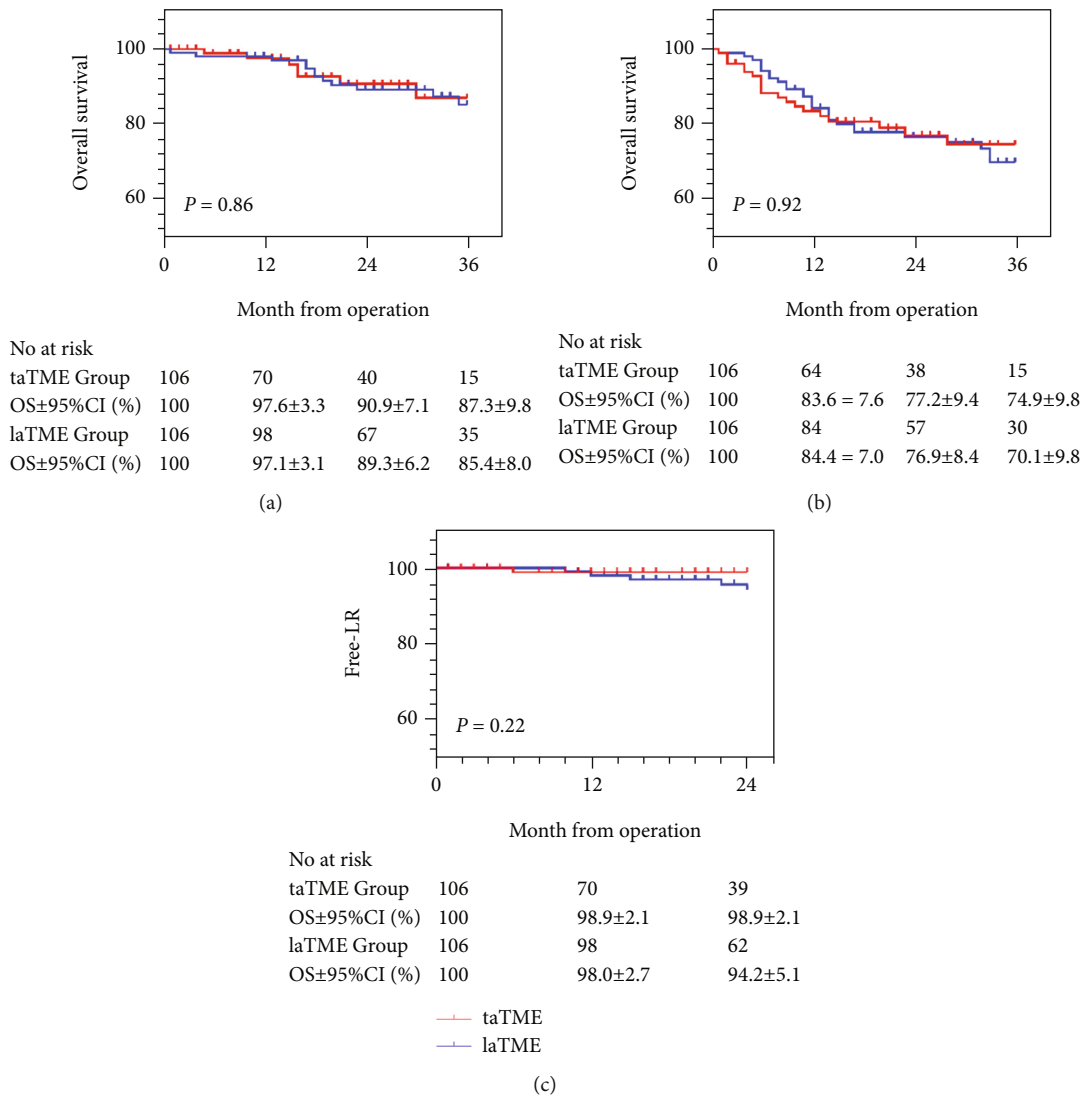 100
80
60
Overall survival
P = 0.86
0 12 24 36
Month from operation
No at risk
taTME Group 106 70 40 15
OS±95%CI (%) 100 97.6±3.3 90.9±7.1 87.3±9.8
laTME Group 106 98 67 35
OS±95%CI (%) 100 97.1±3.1 89.3±6.2 85.4±8.0
(a)
100
80
60
Overall survival
P = 0.92
0 12 24 36
Month from operation
No at risk
taTME Group 106 64 38 15
OS±95%CI (%) 100 83.6 = 7.6 77.2±9.4 74.9±9.8
laTME Group 106 84 57 30
OS±95%CI (%) 100 84.4 = 7.0 76.9±8.4 70.1±9.8
(b)
100
80
60
Free-LR
P = 0.22
0 12 24
Month from operation
No at risk
taTME Group 106 70 39
OS±95%CI (%) 100 98.9±2.1 98.9±2.1
laTME Group 106 98 62
OS±95%CI (%) 100 98.0±2.7 94.2±5.1
taTME
laTME
(c)